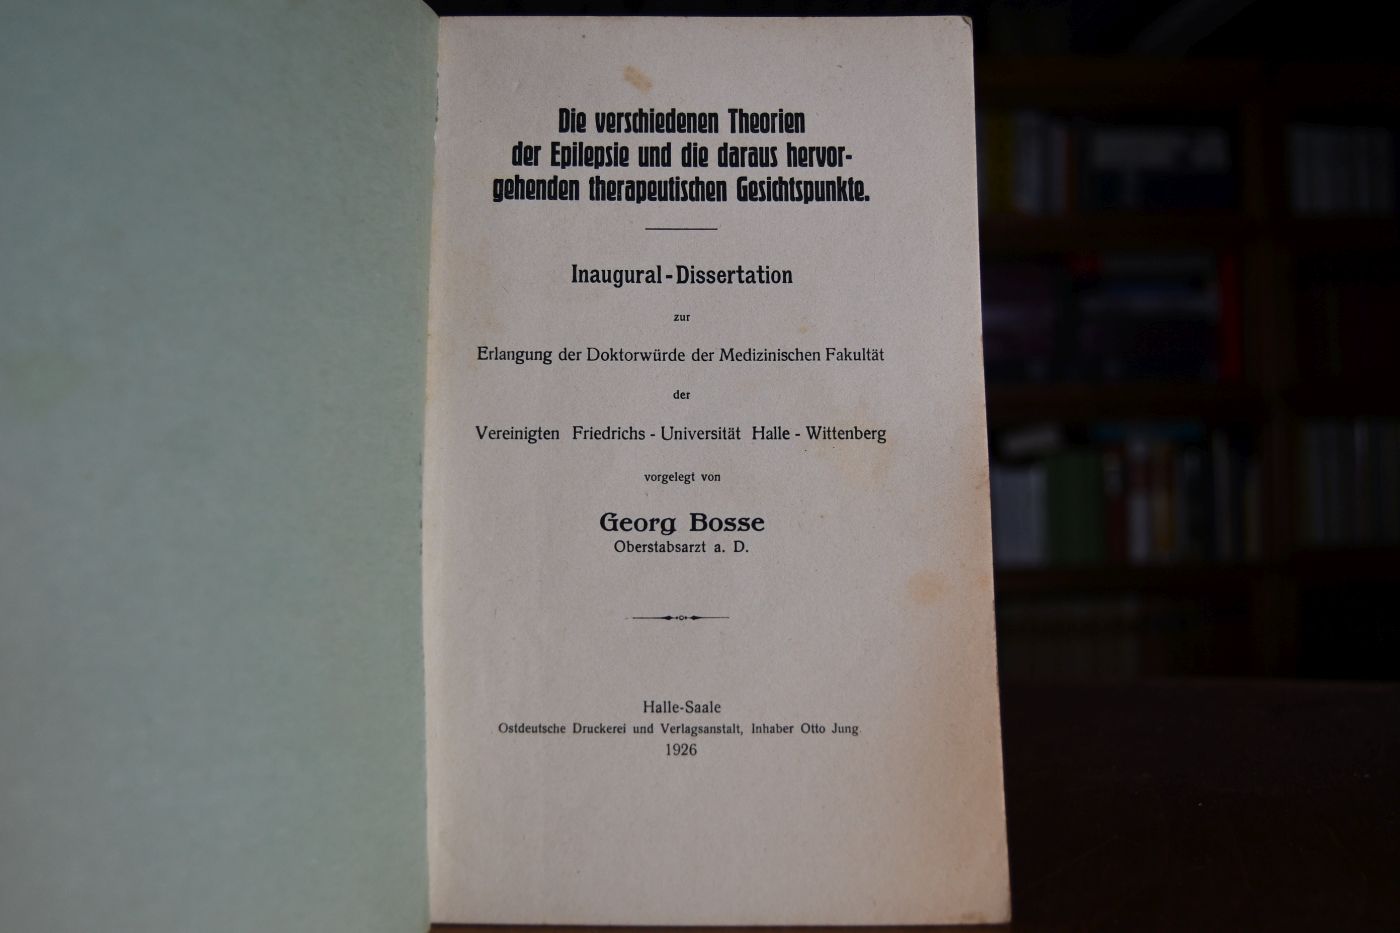 Die verschiedenen Theorien
der Epilepsie und die daraus hervor-
gehenden therapeutischen Gesichtspunkte.
Inaugural-Dissertation
zur
Erlangung der Doktorwürde der Medizinischen Fakultät
der
Vereinigten Friedrichs - Universität Halle - Wittenberg
vorgelegt von
Georg Bosse
Oberstabsarzt a. D.
Halle-Saale
Ostdeutsche Druckerei und Verlagsanstalt, Inhaber Otto Jung
1926